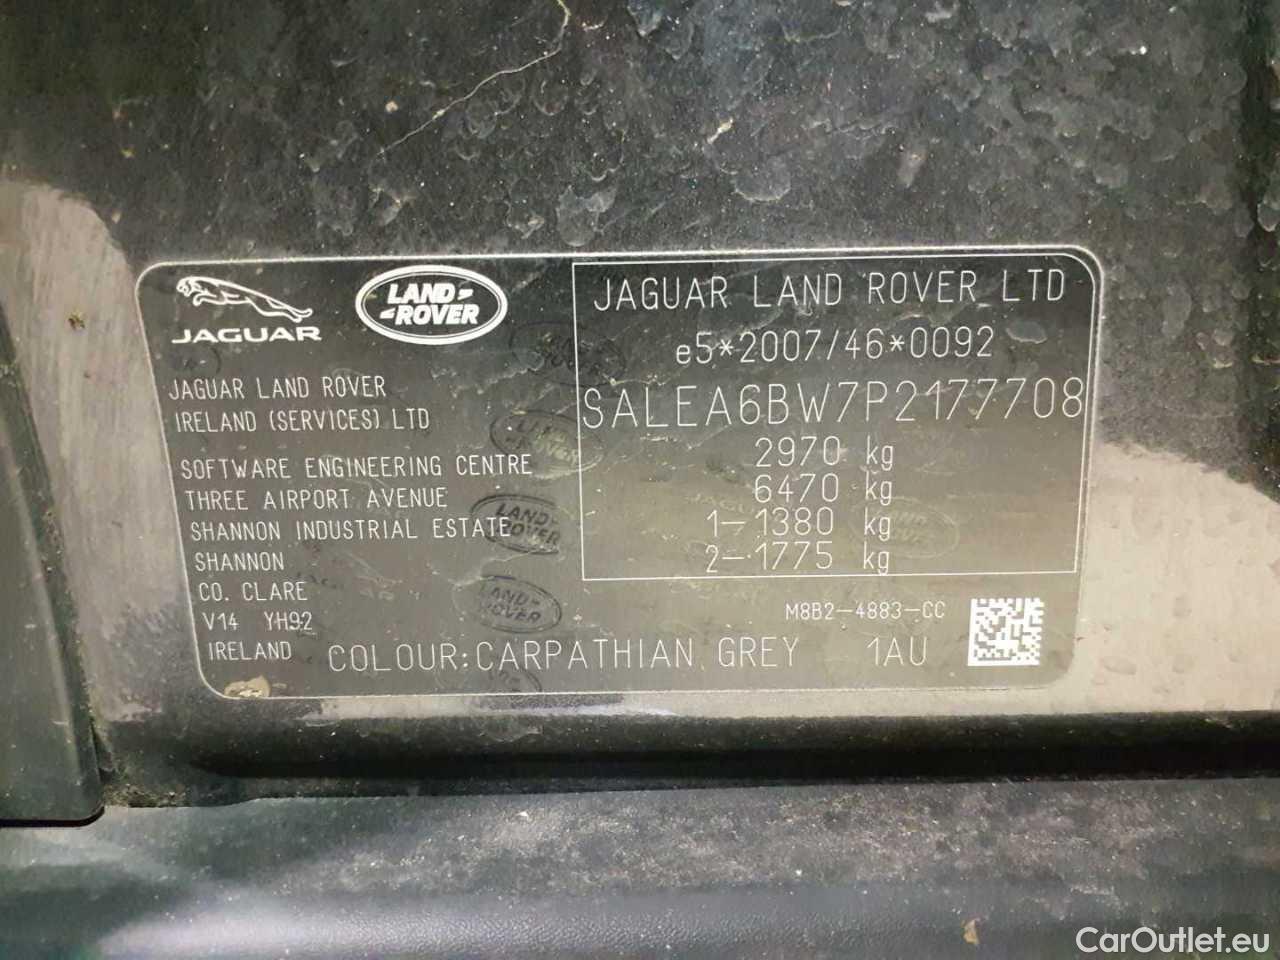 JAGUAR
LAND ROVER
JAGUAR LAND ROVER
IRELAND (SERVICES) LTD
SOFTWARE ENGINEERING CENTRE
THREE AIRPORT AVENUE
SHANNON INDUSTRIAL ESTATE
SHANNON
CO. CLARE
V14 YH92
IRELAND
JAGUAR LAND ROVER LTD
e5*2007/46*0092
SALEA6BW7P2177708
2970 kg
6470 kg
1-1380 kg
2-1775 kg
M8B2-4883-CC
COLOUR:CARPATHIAN GREY 1AU
CarOutlet.eu